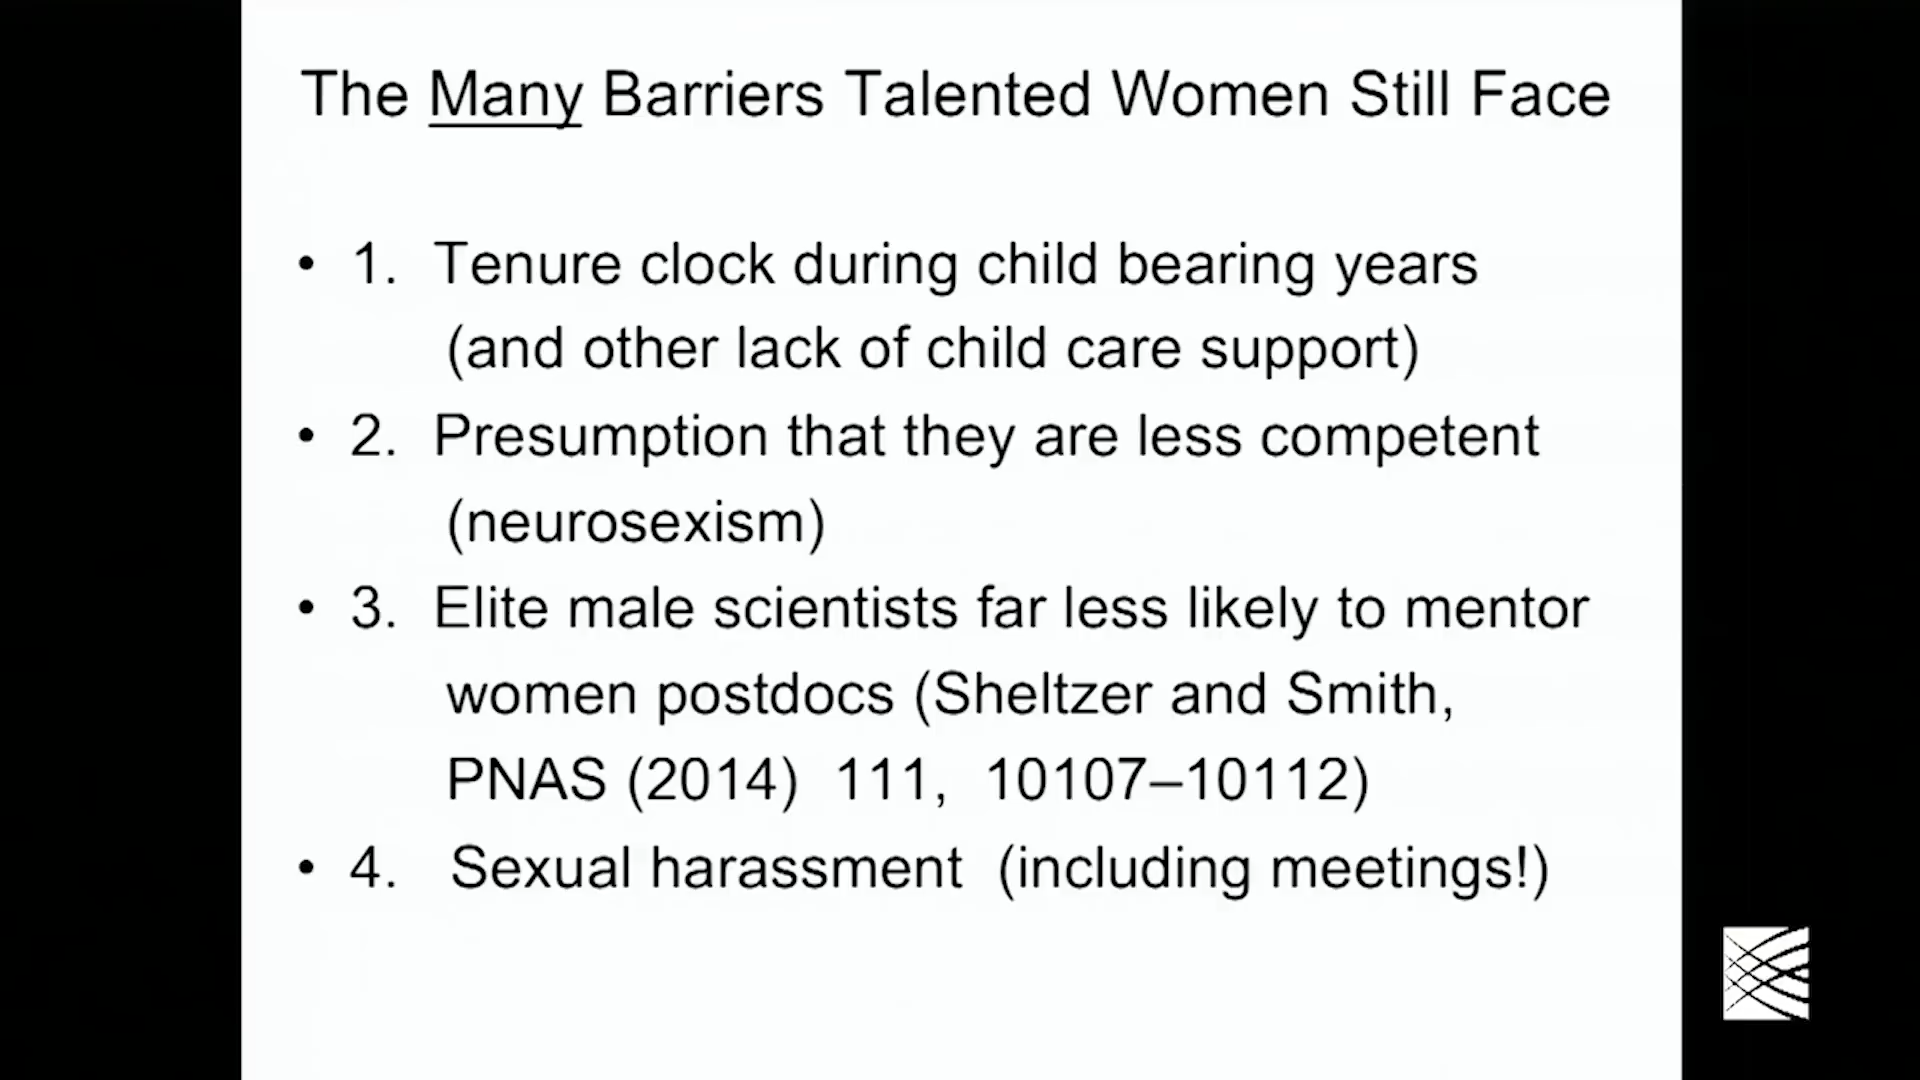 The Many Barriers Talented Women Still Face
• 1. Tenure clock during child bearing years
(and other lack of child care support)
• 2. Presumption that they are less competent
(neurosexism)
• 3. Elite male scientists far less likely to mentor
women postdocs (Sheltzer and Smith,
PNAS (2014) 111, 10107–10112)
• 4. Sexual harassment (including meetings!)